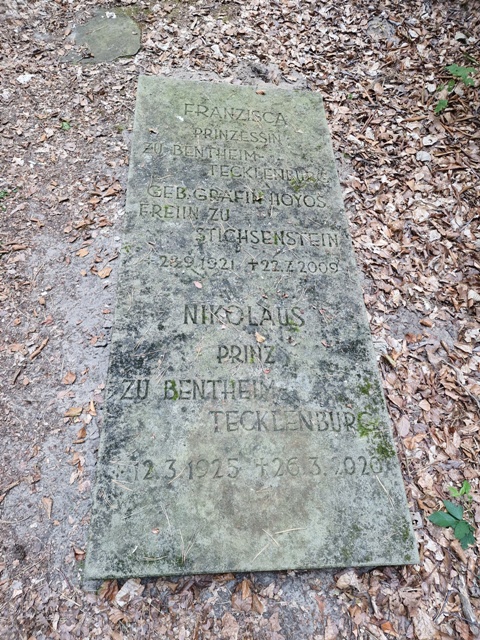 FRANZISCA
PRINZESSIN
ZU BENTHEIM-
TECKLENBURG
GEB. GRÄFIN HOYOS
FREIIN ZU
STICHSENSTEIN
* 28.9.1921 †22.7.2009
NIKOLAUS
PRINZ
ZU BENTHEIM-
TECKLENBURG
* 12.3.1925 †26.3.2020